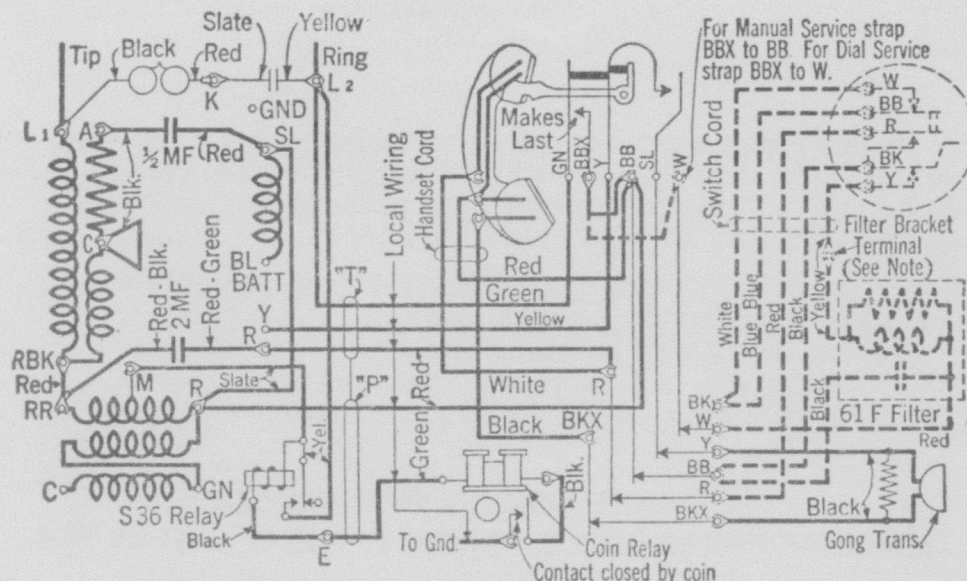 Slate
Yellow
For Manual Service strap
BBX to BB. For Dial Service
strap BBX to W.
Tip
Black
Red
Ring
K
L2
GND
L1
A
SL
½ MF
Red
Blk.
C
BL
BATT
Makes
Last
GN
BBX
Y
BB
SL
W
W
BB
R
BK
Y
Switch Cord
Filter Bracket
Terminal
(See Note)
Local Wiring
Handset Cord
Red
Green
Yellow
"T"
Red - Blk.
2 MF
Red - Green
Y
R
RBK
Red
RR
M
Slate
R
"P"
Red
Green
White
R
Black
BKX
White
Blue
Blue
Red
Black
Yellow
Black
61 F Filter
Red
BK
W
Y
BB
R
BKX
Black
Gong Trans.
C
GN
S36 Relay
Yel.
Black
E
Green
Blk.
To Gnd.
Coin Relay
Contact closed by coin